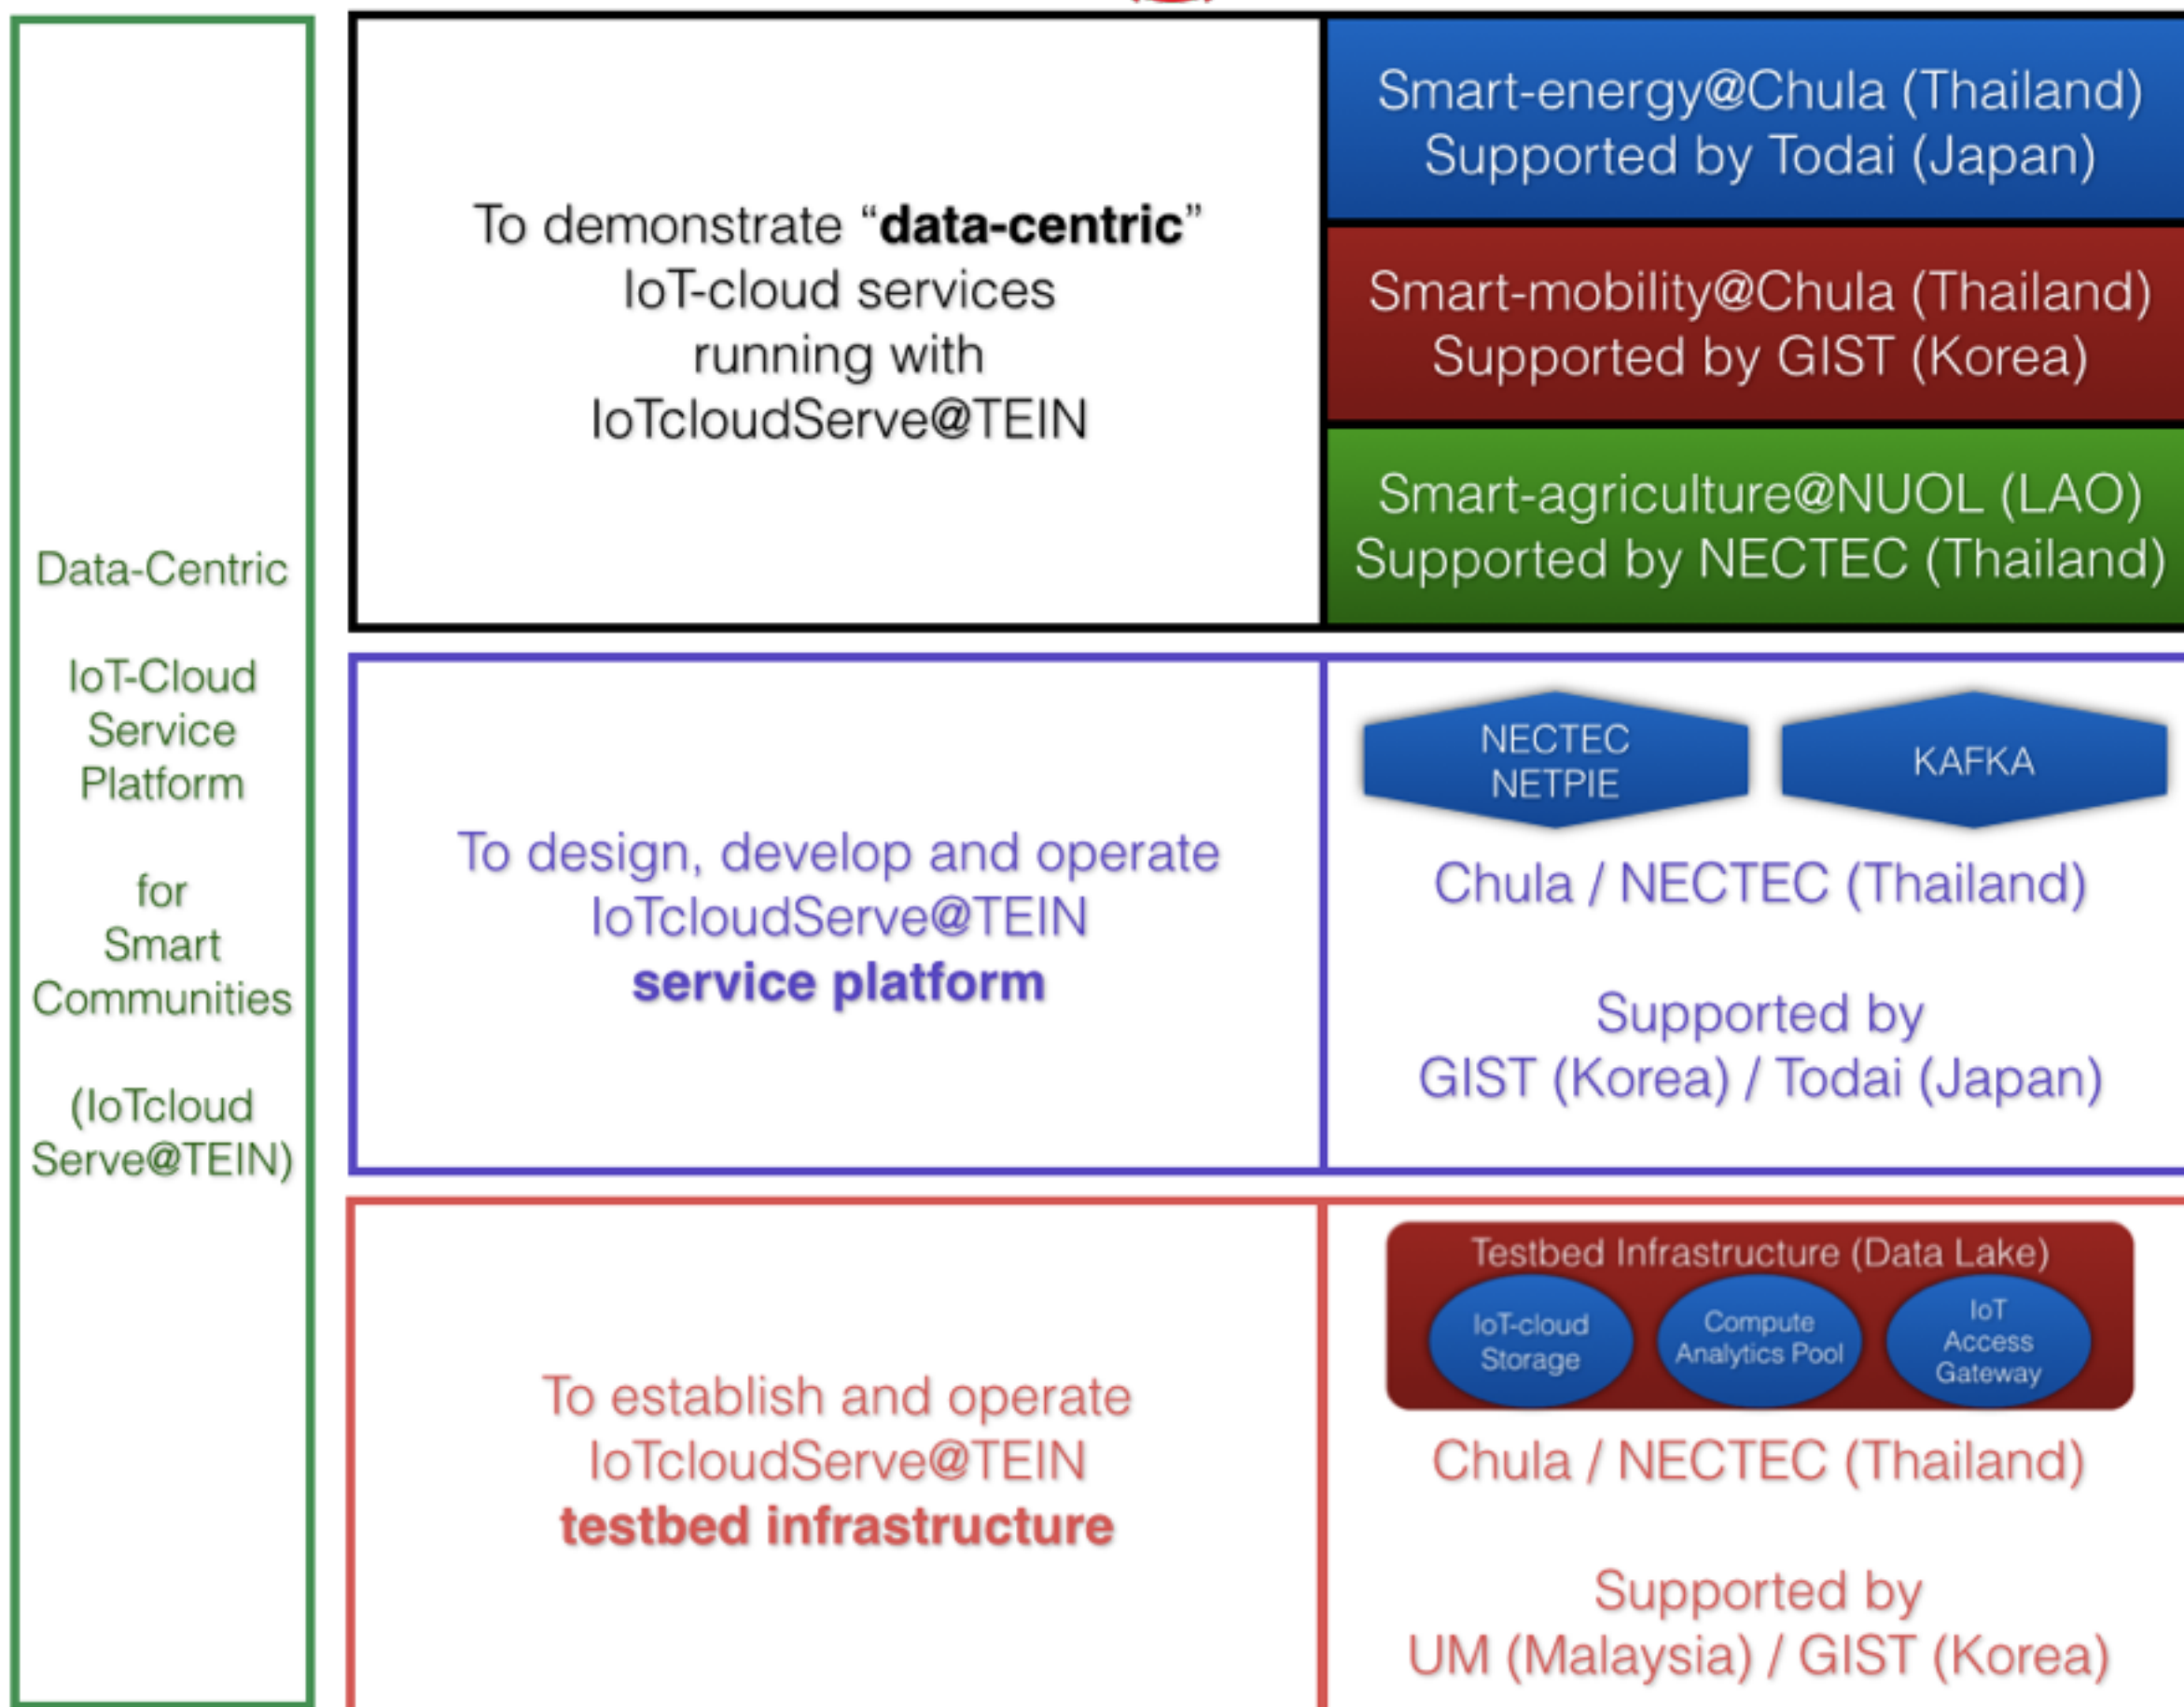 Data-Centric
IoT-Cloud
Service
Platform
for
Smart
Communities
(IoTcloud
Serve@TEIN)
To demonstrate “data-centric”
IoT-cloud services
running with
IoTcloudServe@TEIN
Smart-energy@Chula (Thailand)
Supported by Todai (Japan)
Smart-mobility@Chula (Thailand)
Supported by GIST (Korea)
Smart-agriculture@NUOL (LAO)
Supported by NECTEC (Thailand)
To design, develop and operate
IoTcloudServe@TEIN
service platform
NECTEC
NETPIE
KAFKA
Chula / NECTEC (Thailand)
Supported by
GIST (Korea) / Todai (Japan)
To establish and operate
IoTcloudServe@TEIN
testbed infrastructure
Testbed Infrastructure (Data Lake)
IoT-cloud
Storage
Compute
Analytics Pool
IoT
Access
Gateway
Chula / NECTEC (Thailand)
Supported by
UM (Malaysia) / GIST (Korea)